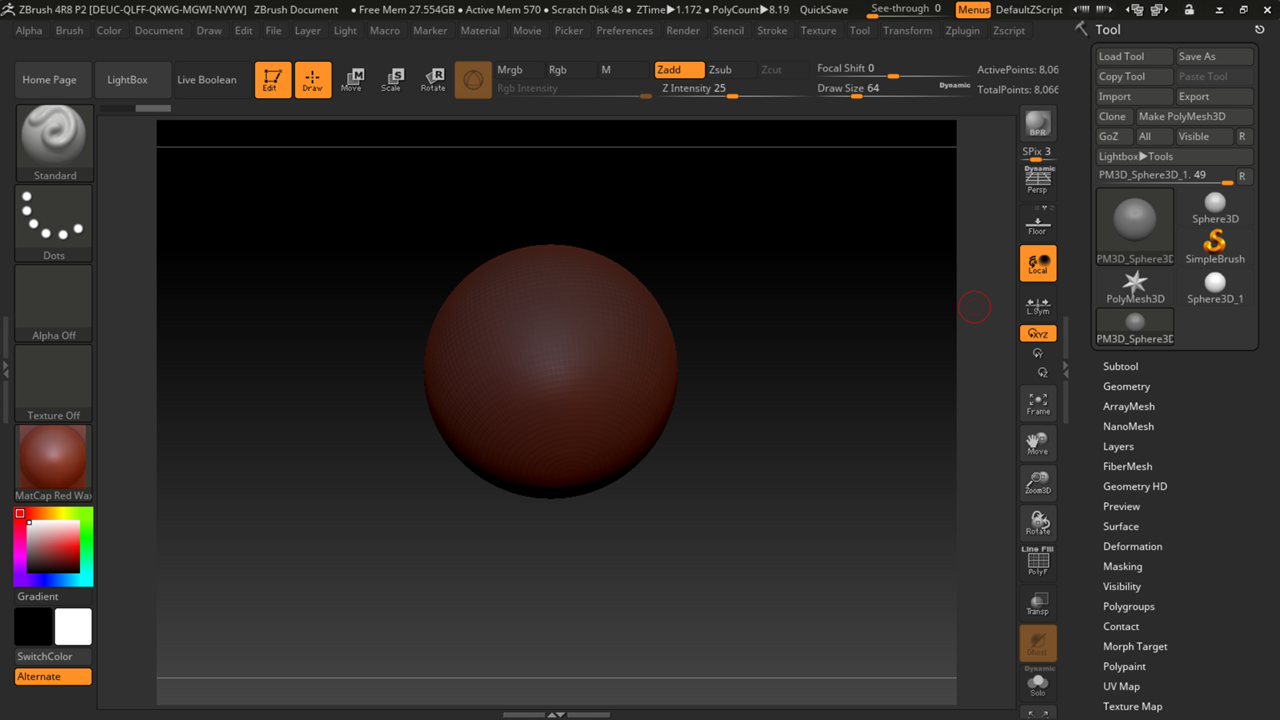 ZBrush 4R8 P2 [DEUC-QLFF-QKWG-MGWI-NVYW] ZBrush Document • Free Mem 27.554GB • Active Mem 570 • Scratch Disk 48 • ZTime▶1.172 • PolyCount▶8.19 QuickSave See-through 0 Menus DefaultZScript
Alpha Brush Color Document Draw Edit File Layer Light Macro Marker Material Movie Picker Preferences Render Stencil Stroke Texture Tool Transform Zplugin Zscript
Home Page LightBox Live Boolean Edit Draw Move Scale Rotate
Mrgb Rgb M Zadd Zsub Zcut
Rgb Intensity Z Intensity 25
Focal Shift 0 ActivePoints: 8,06
Draw Size 64 Dynamic TotalPoints: 8,066
Standard
Dots
Alpha Off
Texture Off
MatCap Red Wax
Gradient
SwitchColor
Alternate
BPR
SPix 3
Dynamic
Persp
Floor
Local
L.Sym
XYZ
Y
Z
Frame
Move
Zoom3D
Rotate
Line Fill
PolyF
Transp
Ghost
Dynamic
Solo
Tool
Load Tool Save As
Copy Tool Paste Tool
Import Export
Clone Make PolyMesh3D
GoZ All Visible R
Lightbox▶Tools
PM3D_Sphere3D_1. 49 R
PM3D_Sphere3D Sphere3D
SimpleBrush
PolyMesh3D Sphere3D_1
PM3D_Sphere3D
Subtool
Geometry
ArrayMesh
NanoMesh
Layers
FiberMesh
Geometry HD
Preview
Surface
Deformation
Masking
Visibility
Polygroups
Contact
Morph Target
Polypaint
UV Map
Texture Map